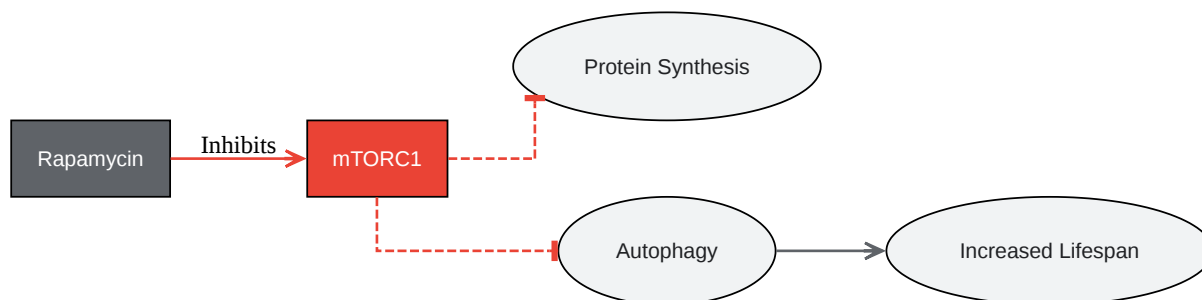 Protein Synthesis
Rapamycin
Inhibits
mTORC1
Autophagy
Increased Lifespan